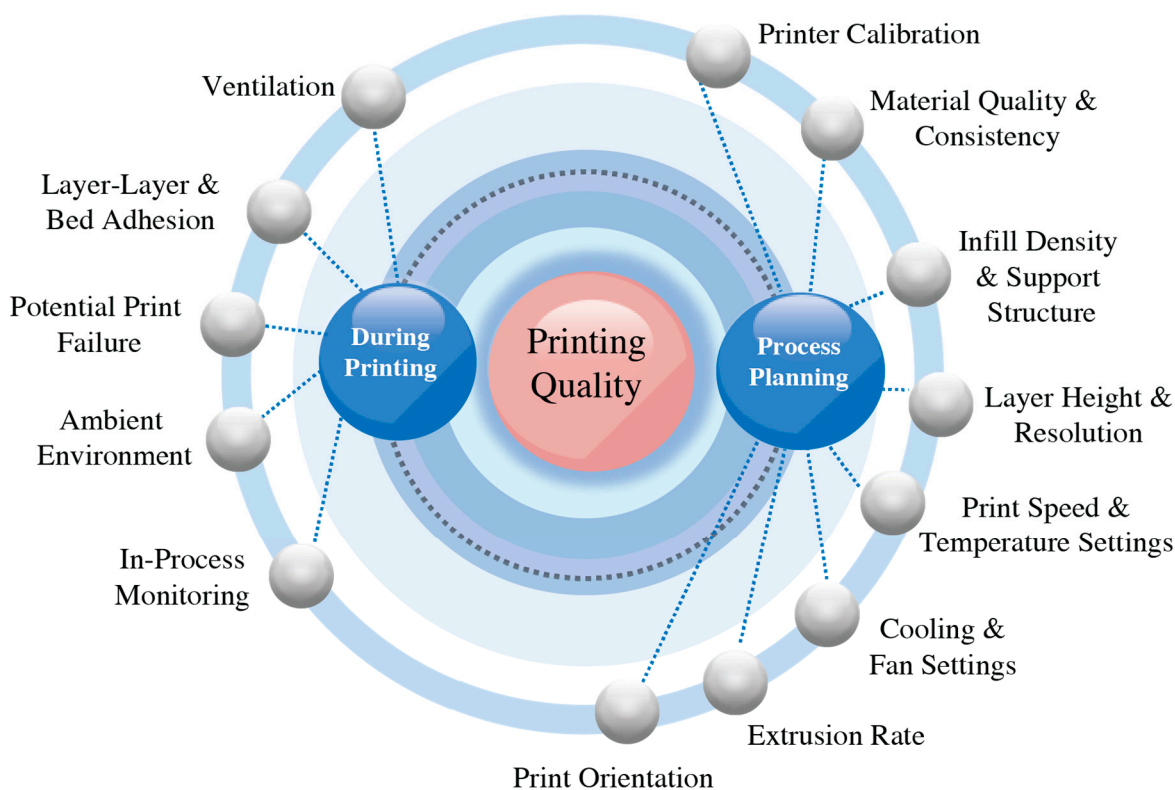 Printer Calibration
Ventilation
Material Quality &
Consistency
Layer-Layer &
Bed Adhesion
Infill Density
& Support
Structure
Potential Print
Failure
During
Printing
Printing
Quality
Process
Planning
Layer Height &
Resolution
Ambient
Environment
Print Speed &
Temperature Settings
In-Process
Monitoring
Cooling &
Fan Settings
Extrusion Rate
Print Orientation